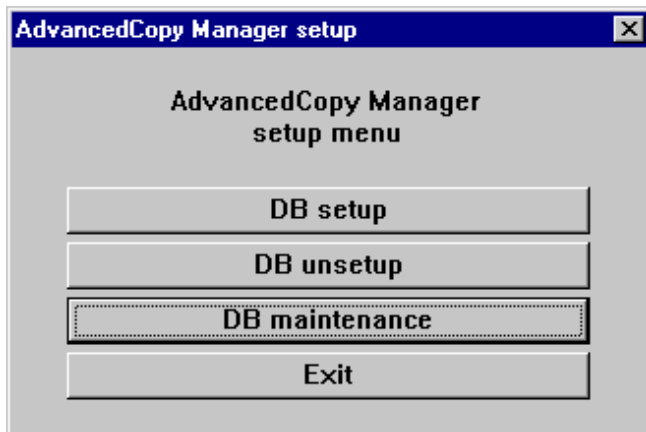 AdvancedCopy Manager setup
AdvancedCopy Manager
setup menu
DB setup
DB unsetup
DB maintenance
Exit